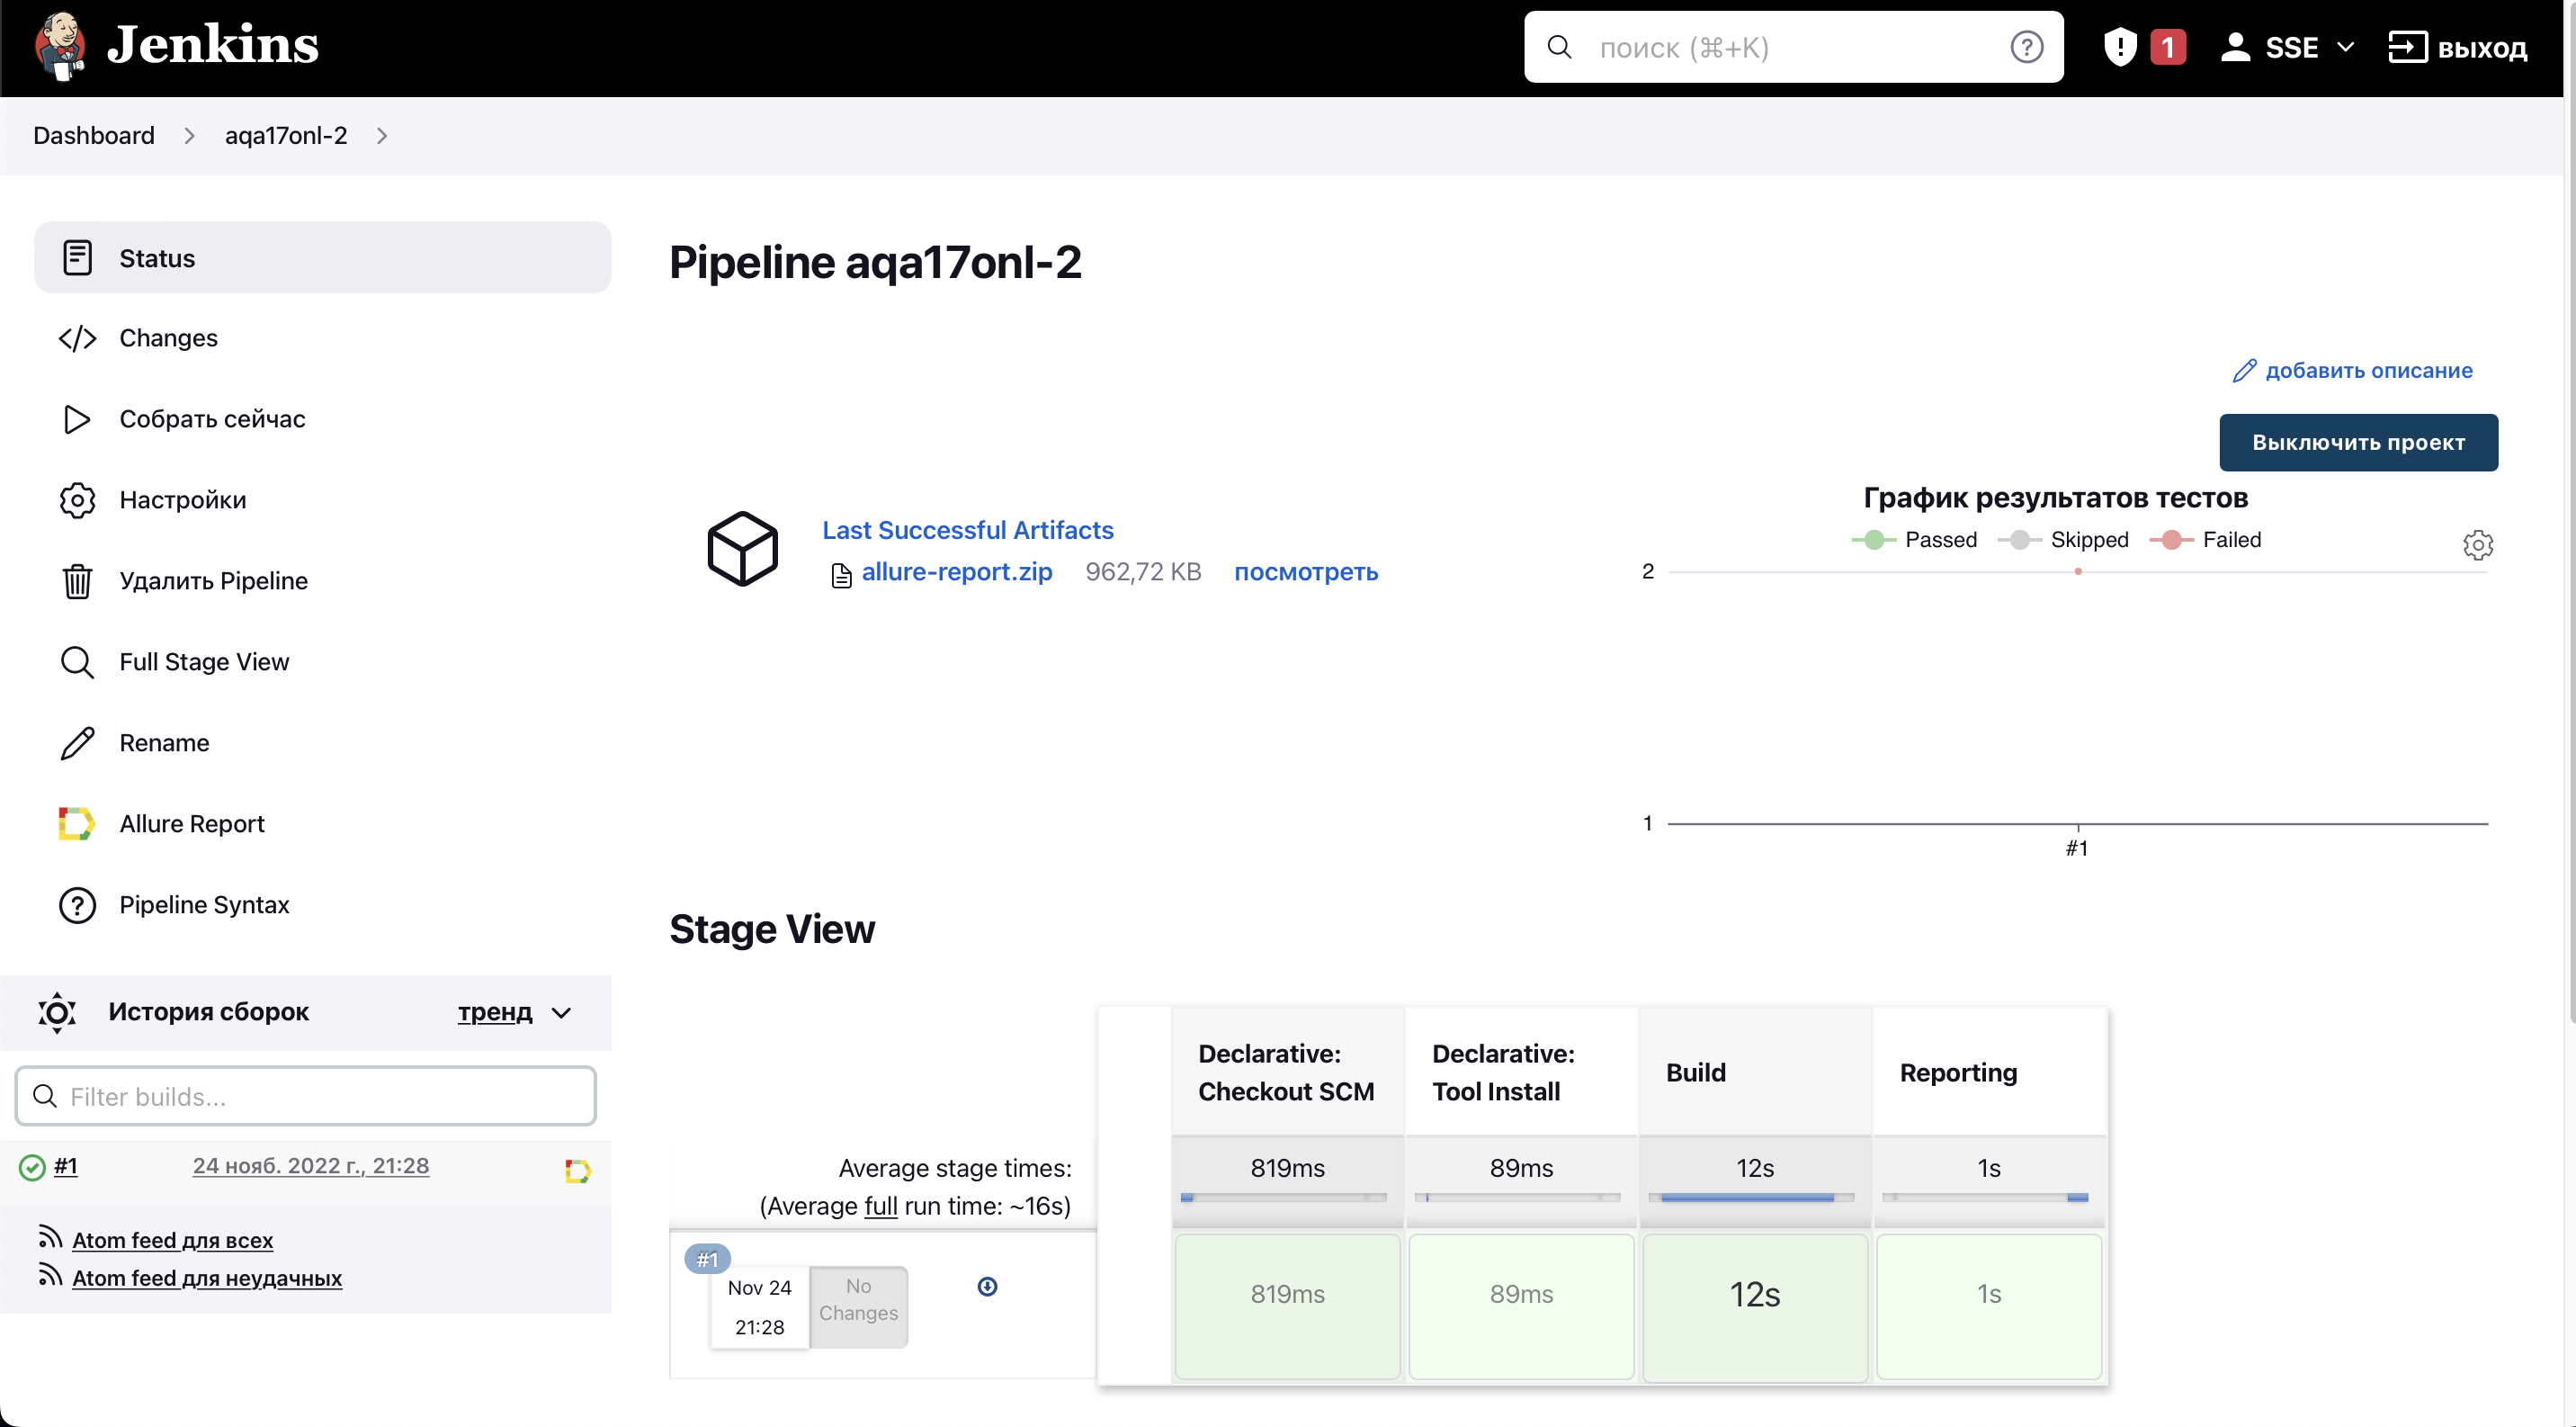 Jenkins
поиск (⌘+K)
1
SSE
выход
Dashboard
aqa17onl-2
Status
Changes
Собрать сейчас
Настройки
Удалить Pipeline
Full Stage View
Rename
Allure Report
Pipeline Syntax
История сборок
тренд
Filter builds...
#1
24 нояб. 2022 г., 21:28
Atom feed для всех
Atom feed для неудачных
Pipeline aqa17onl-2
добавить описание
Выключить проект
Last Successful Artifacts
allure-report.zip 962,72 KB посмотреть
График результатов тестов
Passed Skipped Failed
2
1
#1
Stage View
Declarative:
Checkout SCM
Declarative:
Tool Install
Build
Reporting
Average stage times:
(Average full run time: ~16s)
819ms
89ms
12s
1s
#1
Nov 24
21:28
No
Changes
819ms
89ms
12s
1s